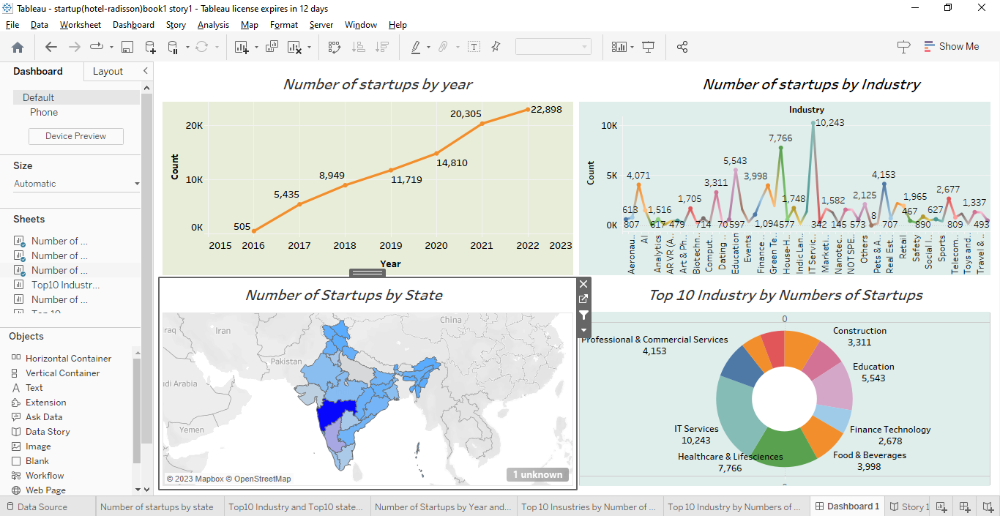 Tableau - startup(hotel-radisson)book1 story1 - Tableau license expires in 12 days
File Data Worksheet Dashboard Story Analysis Map Format Server Window Help
Show Me
Dashboard Layout
Default
Phone
Device Preview
Size
Automatic
Sheets
Number of ...
Number of ...
Number of ...
Top10 Industr...
Number of ...
Objects
Horizontal Container
Vertical Container
Text
Extension
Ask Data
Data Story
Image
Blank
Workflow
Web Page
Number of startups by year
20K
10K
0K
Count
505
5,435
8,949
11,719
14,810
20,305
22,898
2015 2016 2017 2018 2019 2020 2021 2022 2023
Year
Number of startups by Industry
Industry
10K
5K
0K
Count
10,243
7,766
5,543
4,071
3,311
3,998
4,153
613
1,516
1,705
1,748
1,582
2,125
1,965
627
2,677
1,337
467
8
807
617
479
714
70
597
1,094
577
342
145
573
707
890
809
493
Aeronau..
AI
Analytics
AR VR (A..
Art & Ph..
Biotechn..
Comput..
Dating ..
Education
Events
Finance ..
Green Te..
House-H..
Indic Lan..
IT Servic..
Marketi..
Nanotec..
NOT SPE..
Others
Pets & A..
Real Est..
Retail
Safety
Social I..
Sports
Telecom..
Toys and..
Travel & ..
Number of Startups by State
China
Iran
Pakistan
Yemen
© 2023 Mapbox © OpenStreetMap
1 unknown
Top 10 Industry by Numbers of Startups
0
Construction
3,311
Professional & Commercial Services
4,153
Education
5,543
IT Services
10,243
Finance Technology
2,678
Food & Beverages
3,998
Healthcare & Lifesciences
7,766
Data Source
Number of startups by state
Top10 Industry and Top10 state...
Number of Startups by Year and...
Top 10 Insustries by Number of ...
Top 10 Industry by Numbers of ...
Dashboard 1
Story 1